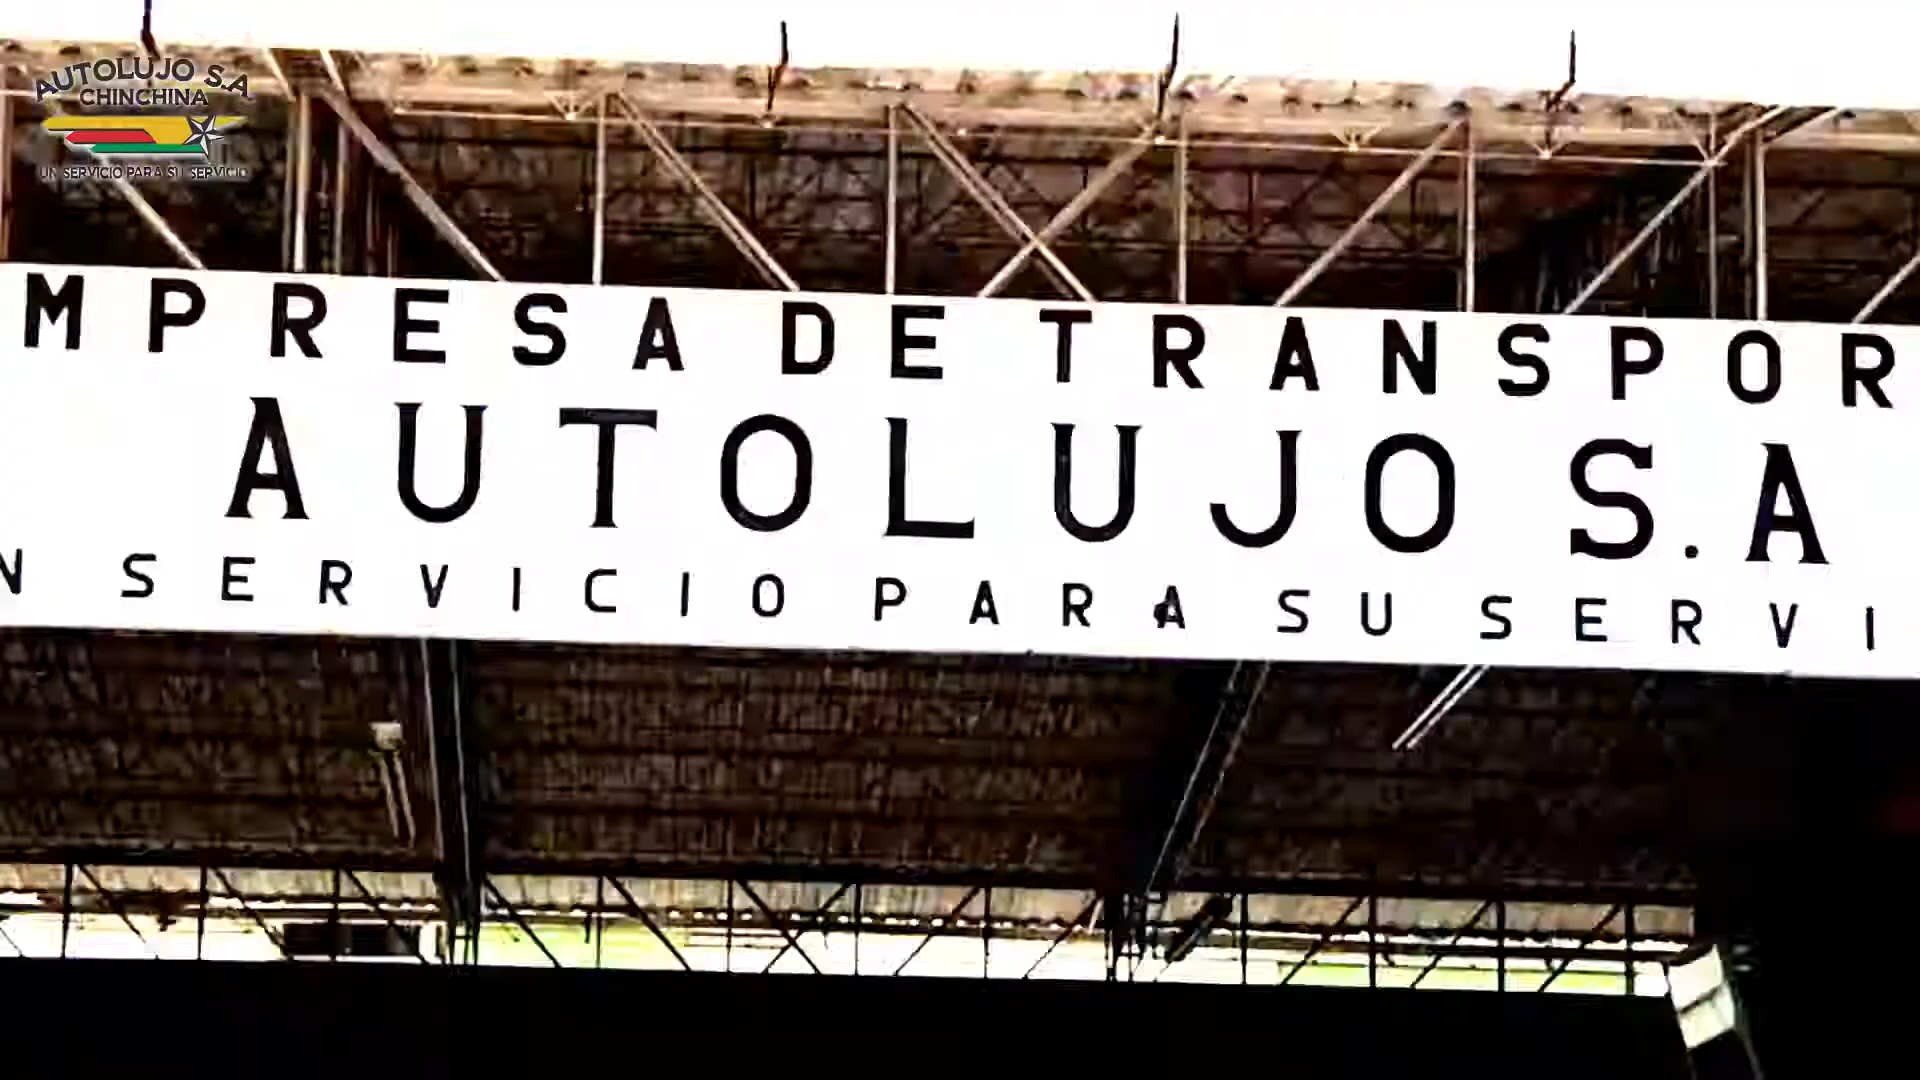 AUTOLUJO S.A.
CHINCHINA
UN SERVICIO PARA SU SERVICIO
MPRESA DE TRANSPOR
AUTOLUJO S.A
N SERVICIO PARA SU SERVI